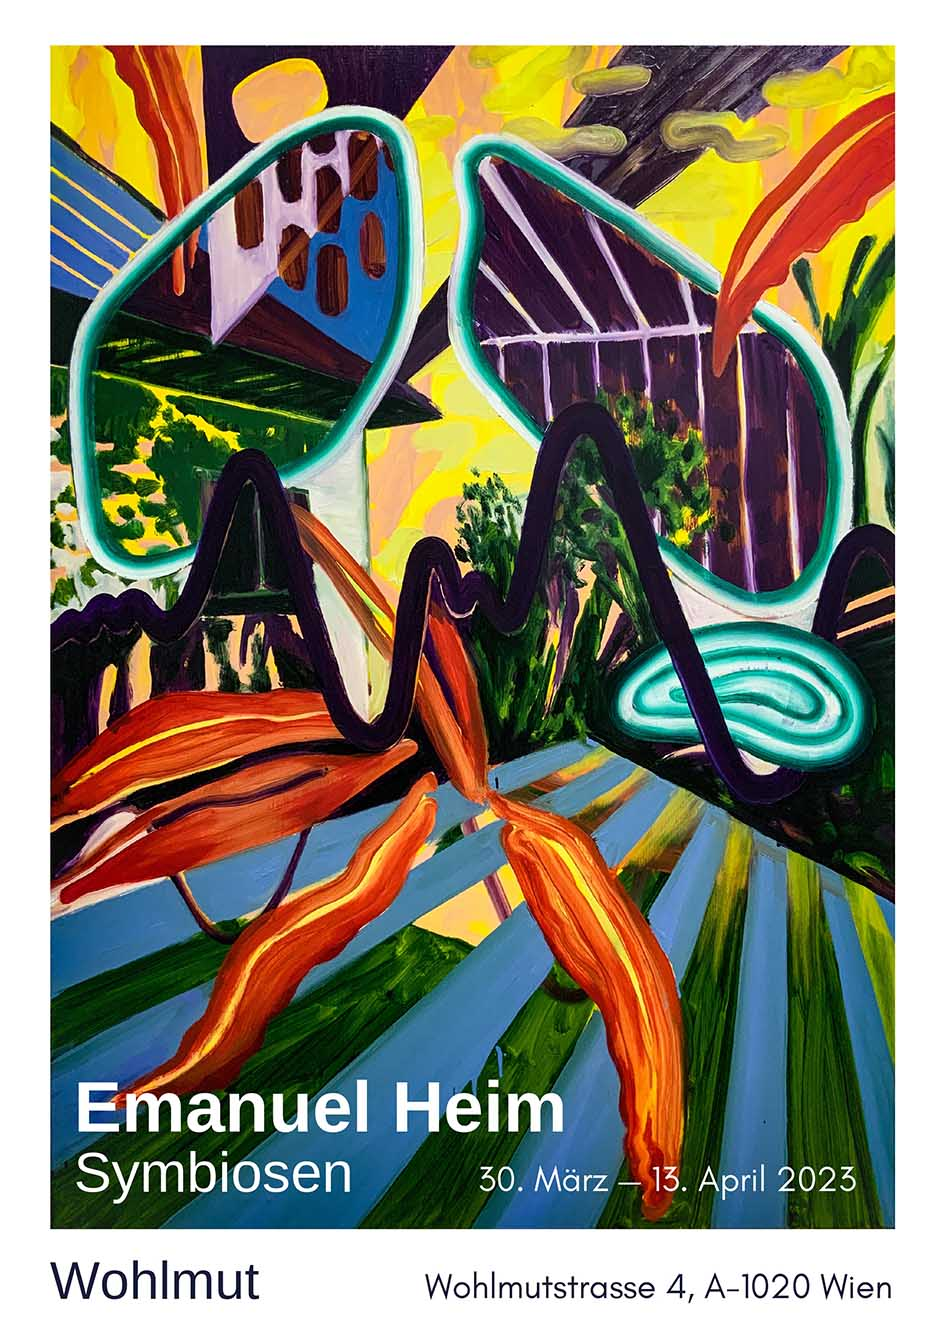 Emanuel Heim
Symbiosen
30. März – 13. April 2023
Wohlmut
Wohlmutstrasse 4, A-1020 Wien